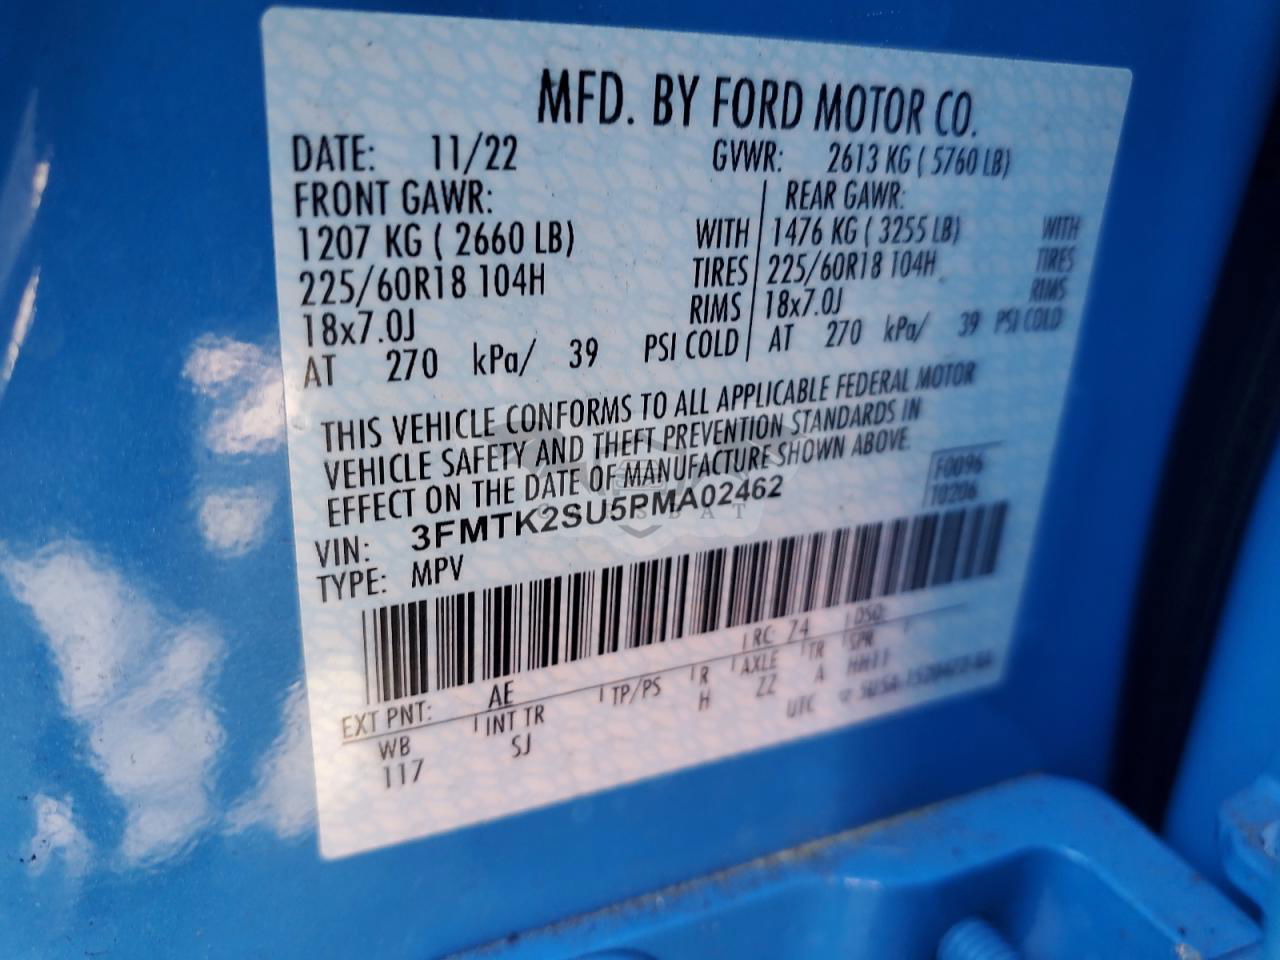 MFD. BY FORD MOTOR CO.
DATE: 11/22 GVWR: 2613 KG ( 5760 LB)
FRONT GAWR: REAR GAWR:
1207 KG ( 2660 LB) WITH 1476 KG ( 3255 LB) WITH
225/60R18 104H TIRES 225/60R18 104H TIRES
18x7.0J RIMS 18x7.0J RIMS
AT 270 kPa/ 39 PSI COLD AT 270 kPa/ 39 PSI COLD
THIS VEHICLE CONFORMS TO ALL APPLICABLE FEDERAL MOTOR
VEHICLE SAFETY AND THEFT PREVENTION STANDARDS IN
EFFECT ON THE DATE OF MANUFACTURE SHOWN ABOVE.
F0096
T0206
VIN: 3FMTK2SU5PMA02462
TYPE: MPV
EXT PNT: AE RC 74 DSO:
WB INT TR TP/PS R AXLE TR SPR
117 SJ H ZZ A HH11
UTC